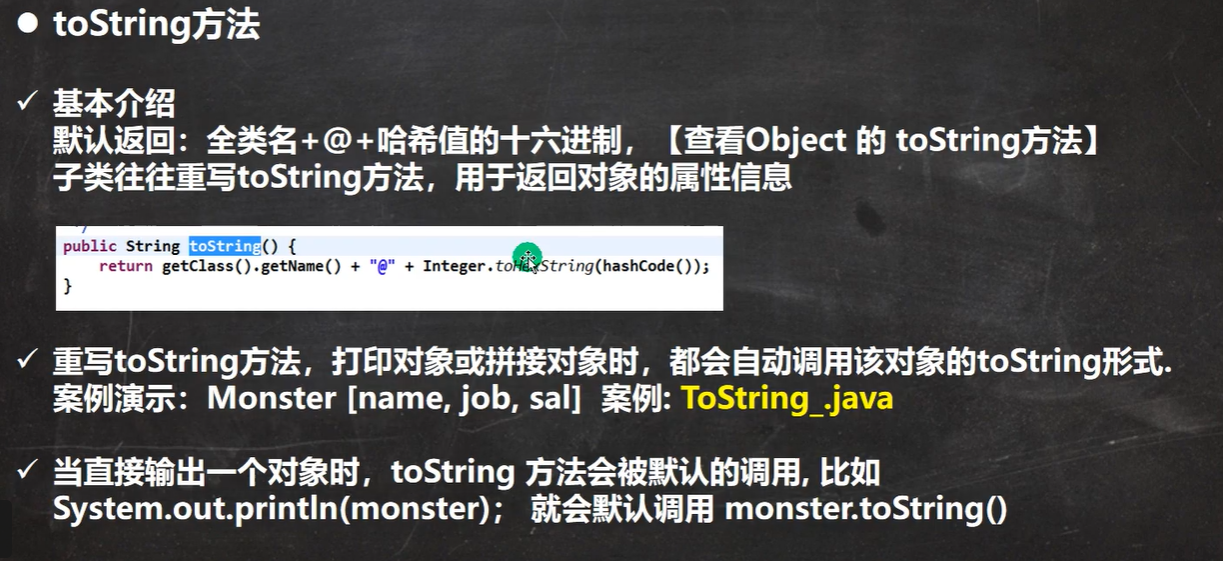 ● toString方法
✓ 基本介绍
默认返回：全类名+@+哈希值的十六进制，【查看Object 的 toString方法】
子类往往重写toString方法，用于返回对象的属性信息
public String toString() {
return getClass().getName() + "@" + Integer.toHexString(hashCode());
}
✓ 重写toString方法，打印对象或拼接对象时，都会自动调用该对象的toString形式.
案例演示：Monster [name, job, sal] 案例: ToString_.java
✓ 当直接输出一个对象时，toString 方法会被默认的调用, 比如
System.out.println(monster)； 就会默认调用 monster.toString()